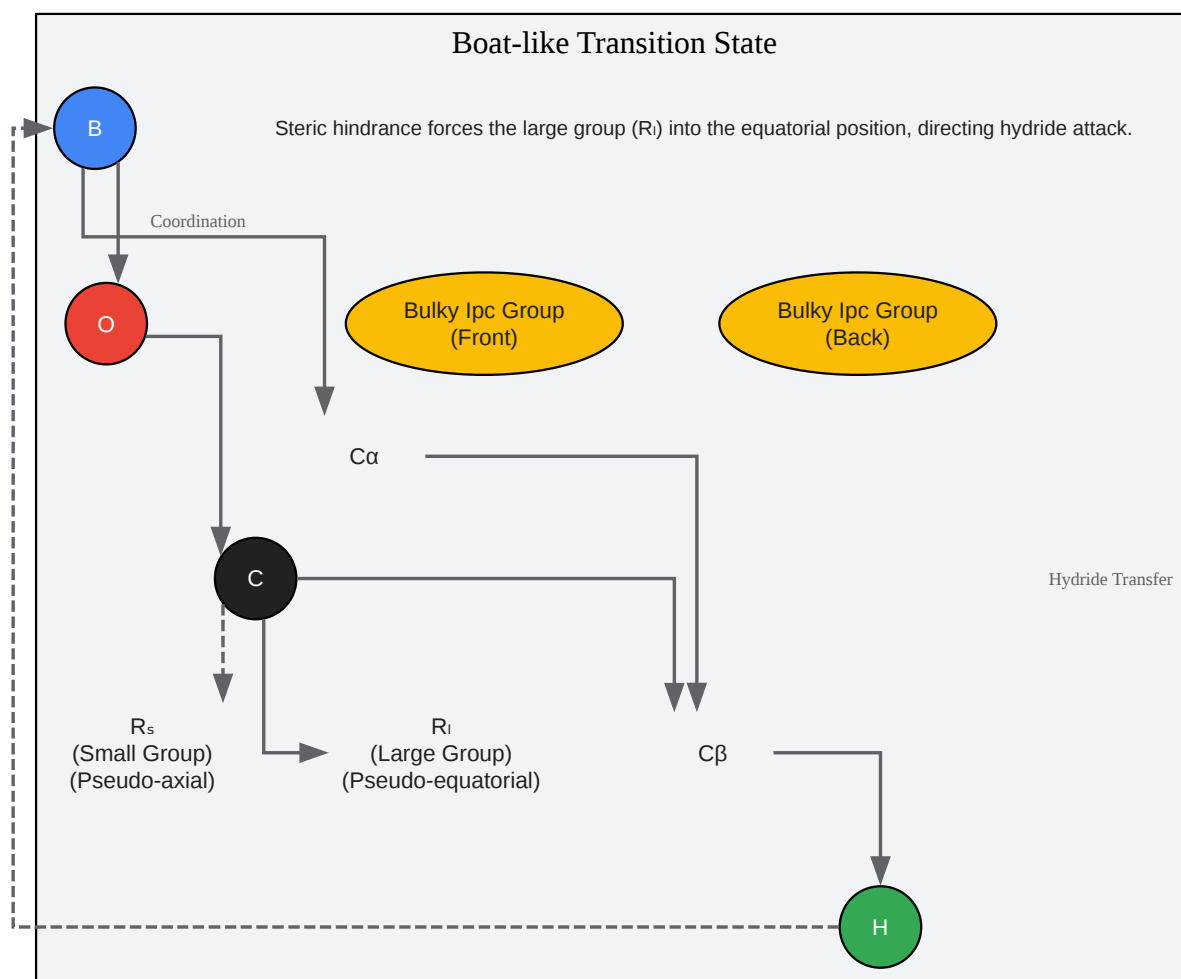 Boat-like Transition State
B
Steric hindrance forces the large group (Rₗ) into the equatorial position, directing hydride attack.
Coordination
O
Bulky Ipc Group
(Front)
Bulky Ipc Group
(Back)
Cα
C
Hydride Transfer
Rₛ
(Small Group)
(Pseudo-axial)
Rₗ
(Large Group)
(Pseudo-equatorial)
Cβ
H